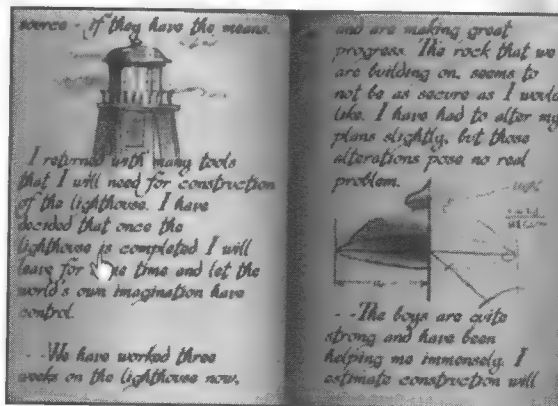 source - if they have the means.
I returned with many tools
that I will need for construction
of the lighthouse. I have
decided that once the
lighthouse is completed I will
leave for time and let the
world's own imagination have
control.
- -We have worked three
weeks on the lighthouse now,
and are making great
progress. The rock that we
are building on, seems to
not be as secure as I would
like. I have had to alter my
plans slightly, but those
alterations pose no real
problem.
light
- -The boys are quite
strong and have been
helping me immensely. I
estimate construction will